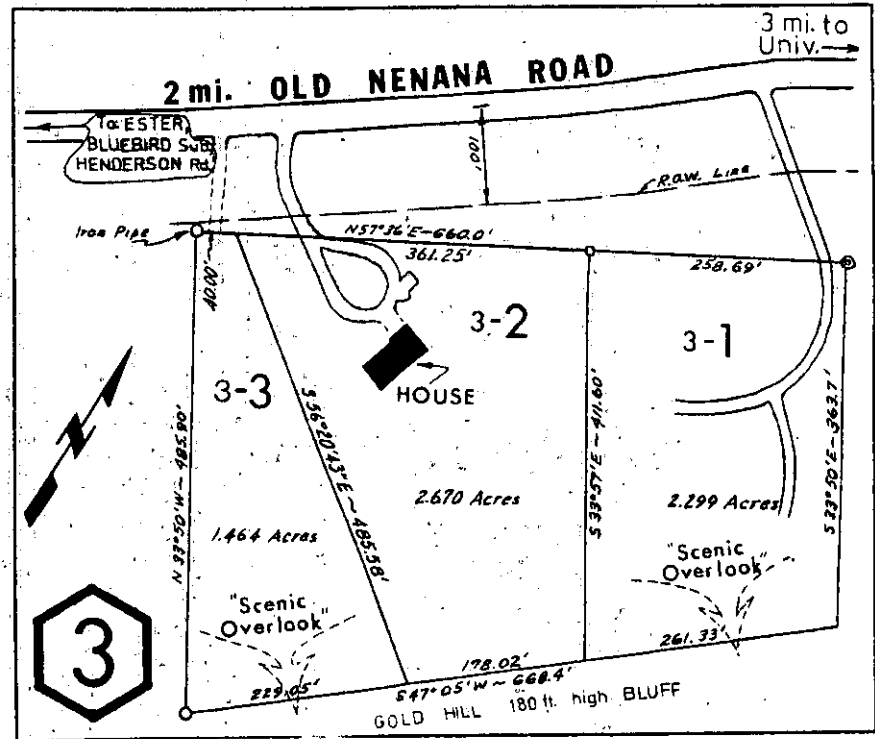 3 mi. to
Univ.
2 mi. OLD NENANA ROAD
To ESTER,
BLUEBIRD SUB.
HENDERSON Rd.
100'
R.O.W. LINE
Iron Pipe
N57°36'E-660.0'
361.25'
258.69'
40.00'
3-2
3-1
3-3
HOUSE
N 33°50'W ~ 485.90'
S 56°20'43"E ~ 485.58'
S 33°57'E ~ 411.60'
S 33°50'E - 363.7'
2.670 Acres
2.299 Acres
1.464 Acres
"Scenic
Overlook"
"Scenic
Overlook"
N
3
229.05'
178.02'
261.33'
S47°05'W ~ 668.4'
GOLD HILL 180 ft. high BLUFF